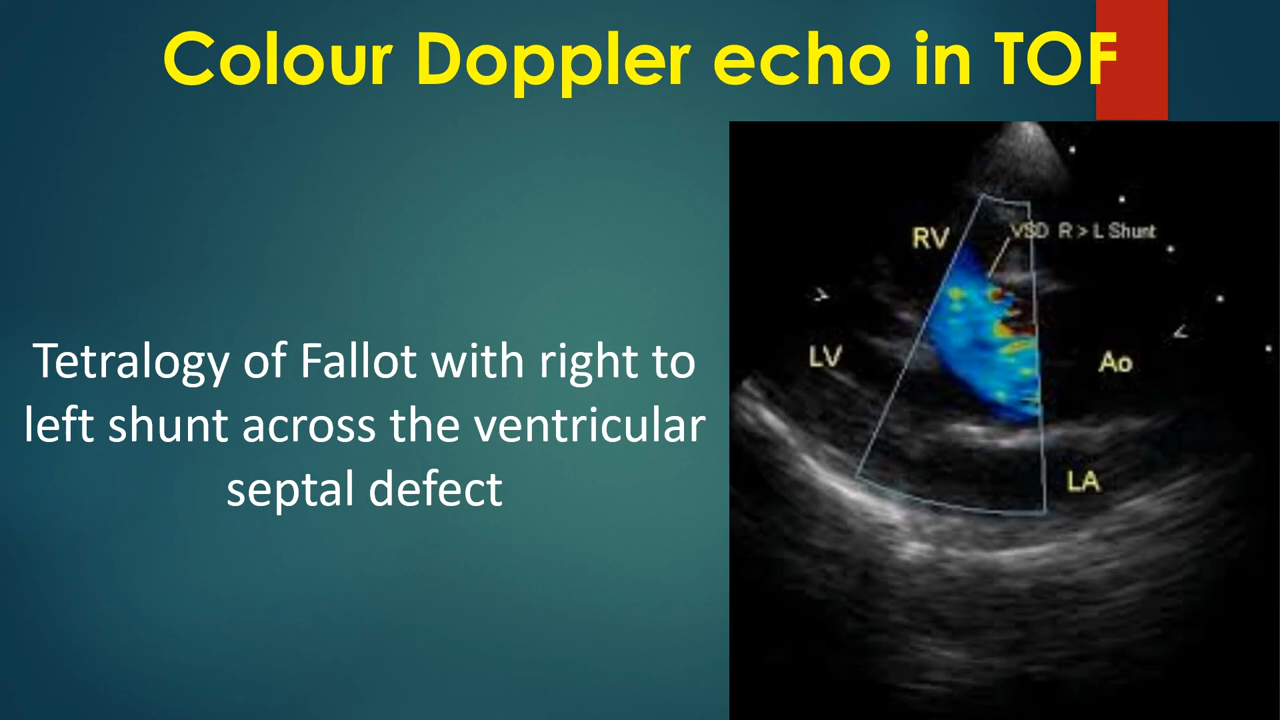 Colour Doppler echo in TOF
Tetralogy of Fallot with right to
left shunt across the ventricular
septal defect
RV
VSD R > L Shunt
LV
Ao
LA